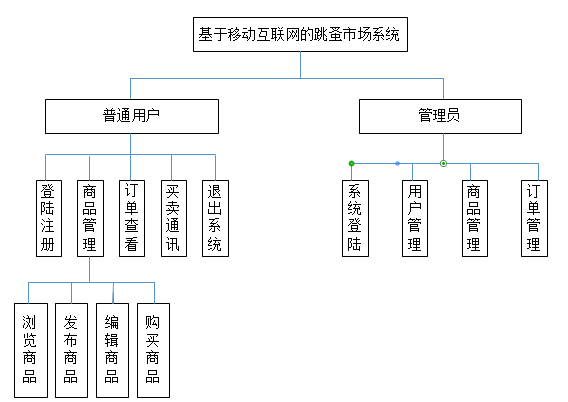 基于移动互联网的跳蚤市场系统
普通用户
管理员
登陆注册
商品管理
订单查看
买卖通讯
退出系统
系统登陆
用户管理
商品管理
订单管理
浏览商品
发布商品
编辑商品
购买商品